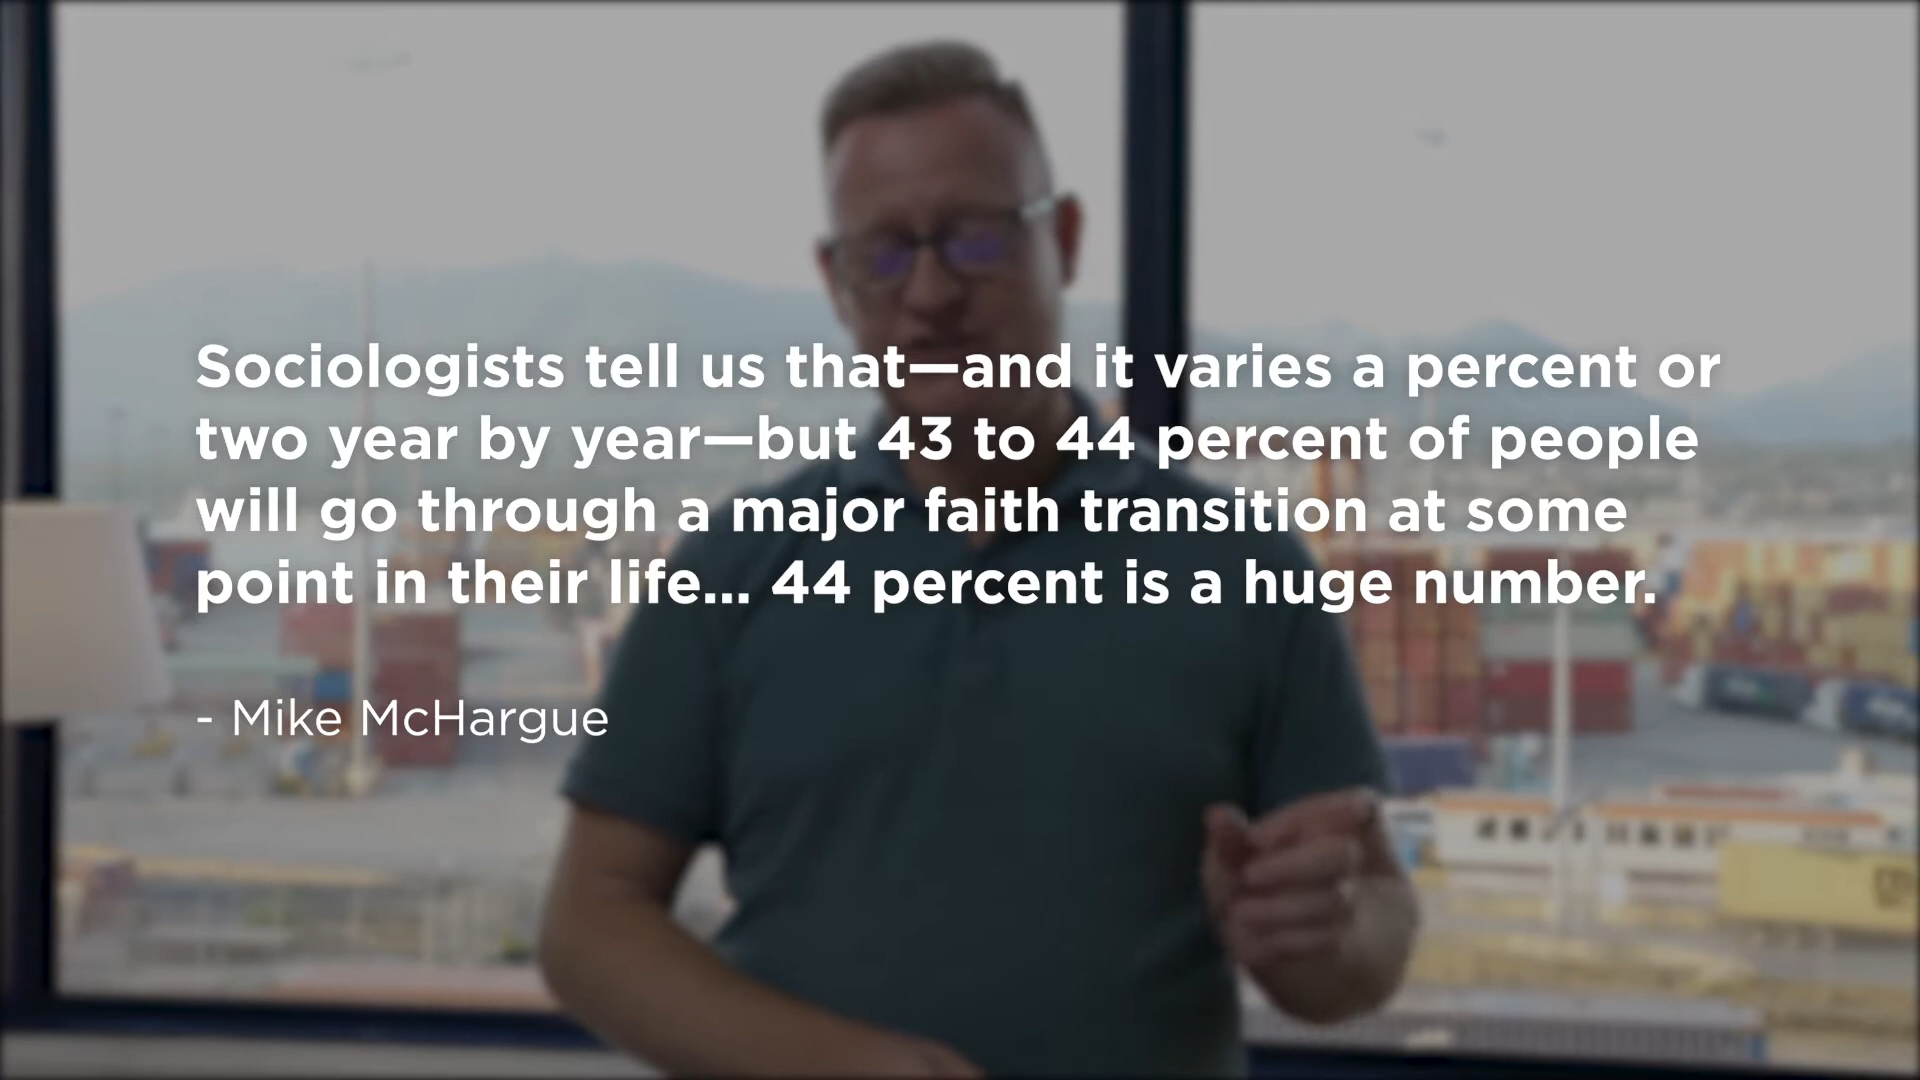 Sociologists tell us that—and it varies a percent or
two year by year—but 43 to 44 percent of people
will go through a major faith transition at some
point in their life... 44 percent is a huge number.
- Mike McHargue